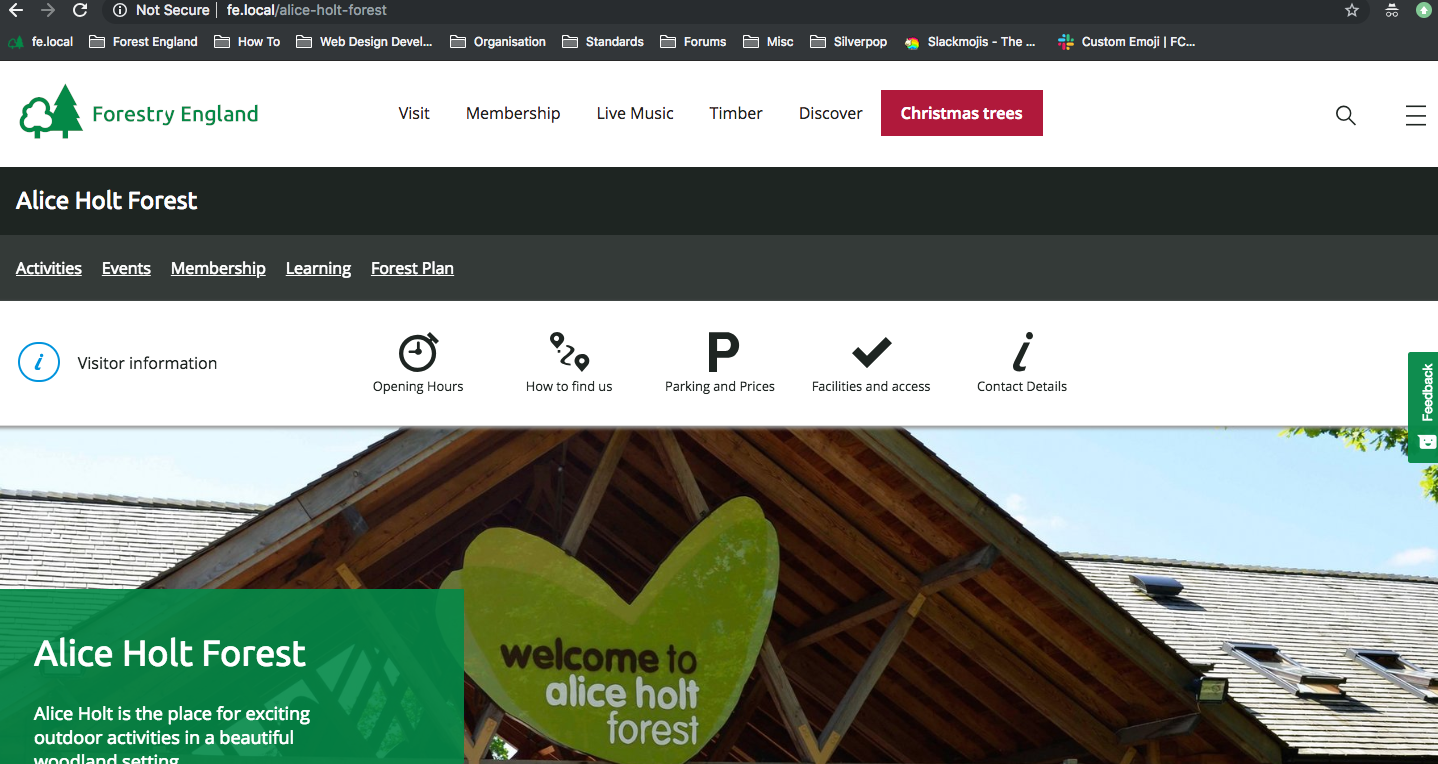 Not Secure fe.local/alice-holt-forest
fe.local Forest England How To Web Design Devel... Organisation Standards Forums Misc Silverpop Slackmojis - The ... Custom Emoji | FC...
Forestry England Visit Membership Live Music Timber Discover Christmas trees
Alice Holt Forest
Activities Events Membership Learning Forest Plan
i Visitor information
Opening Hours How to find us Parking and Prices Facilities and access Contact Details
Feedback
welcome to
alice holt
forest
Alice Holt Forest
Alice Holt is the place for exciting
outdoor activities in a beautiful
woodland setting